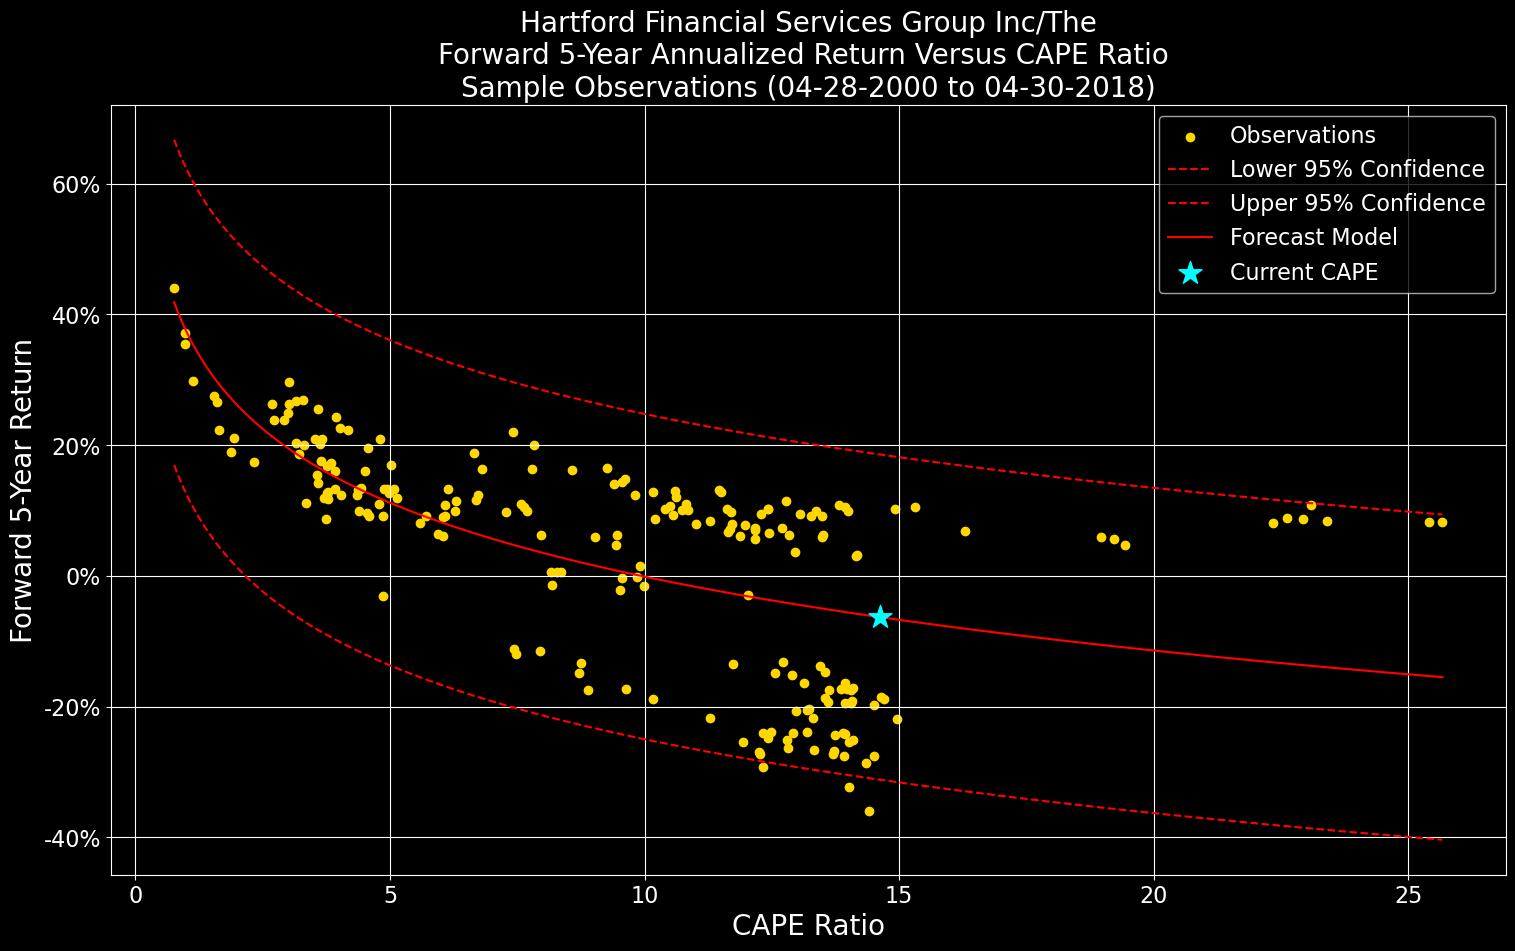 Hartford Financial Services Group Inc/The
Forward 5-Year Annualized Return Versus CAPE Ratio
Sample Observations (04-28-2000 to 04-30-2018)
Observations
Lower 95% Confidence
Upper 95% Confidence
Forecast Model
Current CAPE
Forward 5-Year Return
60%
40%
20%
0%
-20%
-40%
0 5 10 15 20 25
CAPE Ratio